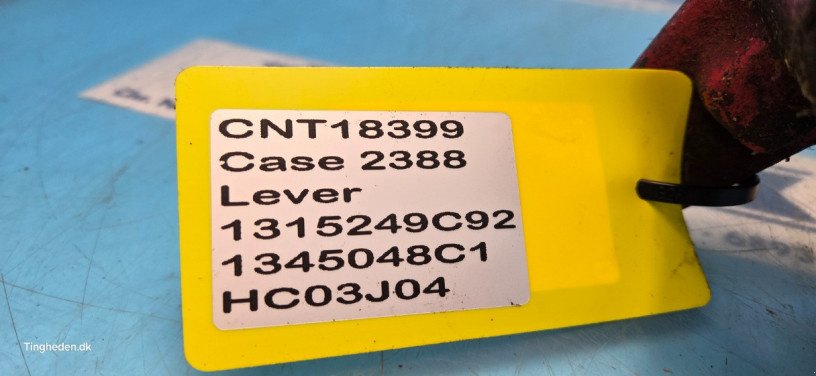 CNT18399
Case 2388
Lever
1315249C92
1345048C1
HC03J04
Tingheden.dk